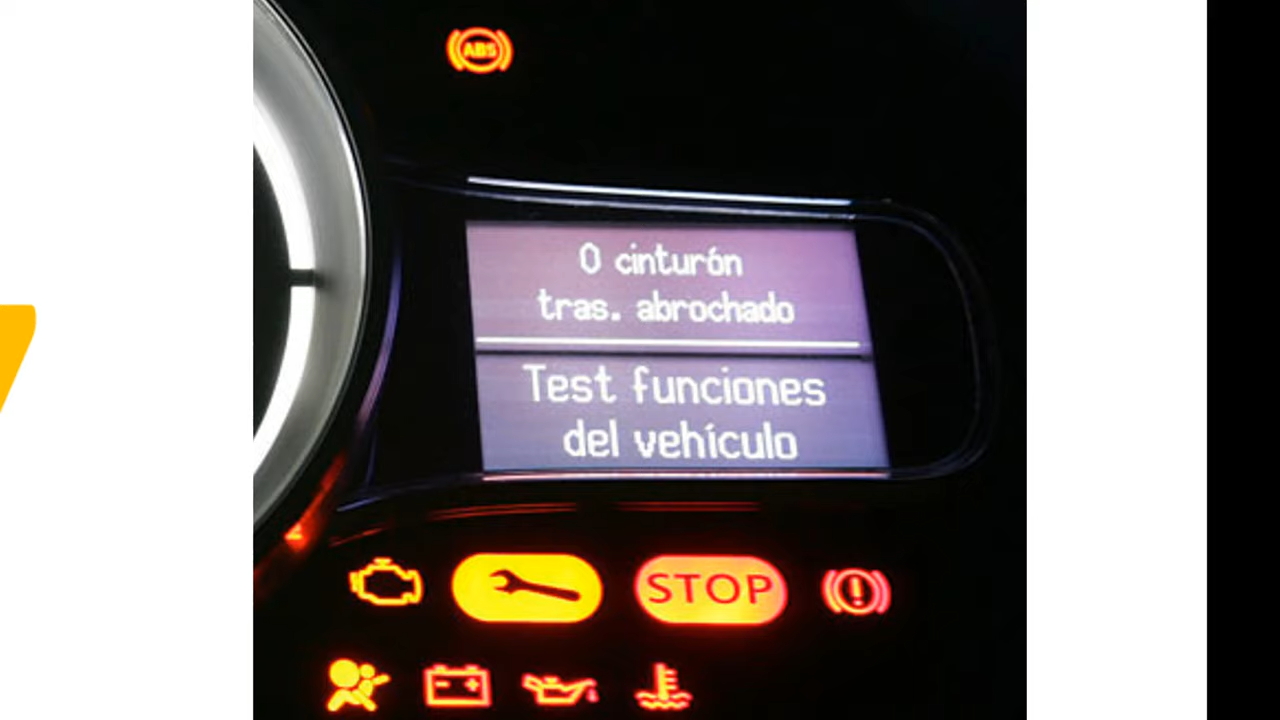 ABS
0 cinturón
tras. abrochado
Test funciones
del vehículo
STOP